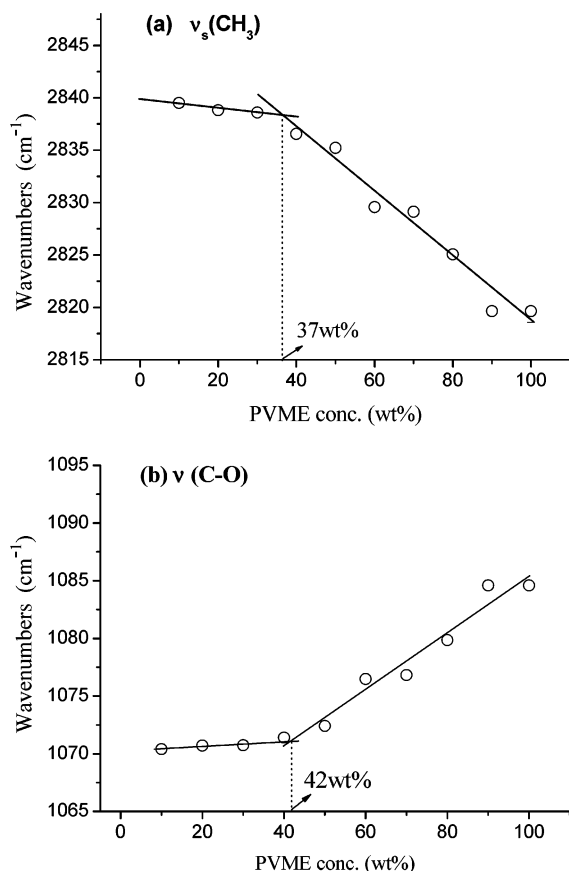 (a) νs(CH3)
2845
2840
2835
2830
2825
2820
2815
Wavenumbers (cm-1)
37wt%
0 20 40 60 80 100
PVME conc. (wt%)
(b) ν (C-O)
1095
1090
1085
1080
1075
1070
1065
Wavenumbers (cm-1)
42wt%
0 20 40 60 80 100
PVME conc. (wt%)